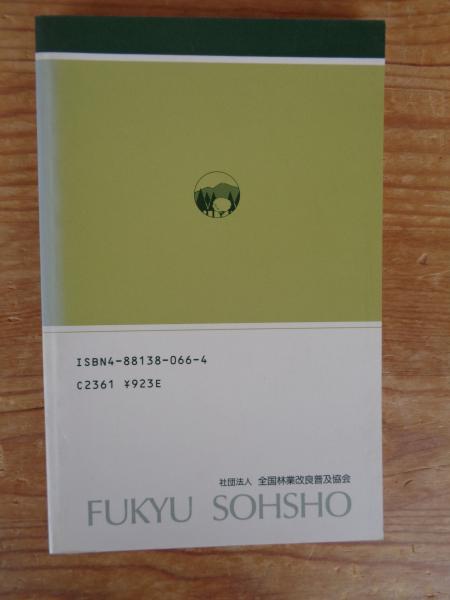 ISBN4-88138-066-4
C2361 ¥923E
社団法人 全国林業改良普及協会
FUKYU SOHSHO